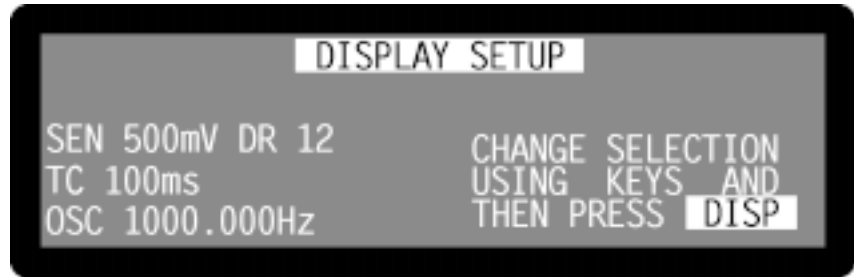 DISPLAY SETUP
SEN 500mV DR 12
TC 100ms
OSC 1000.000Hz
CHANGE SELECTION
USING KEYS AND
THEN PRESS DISP